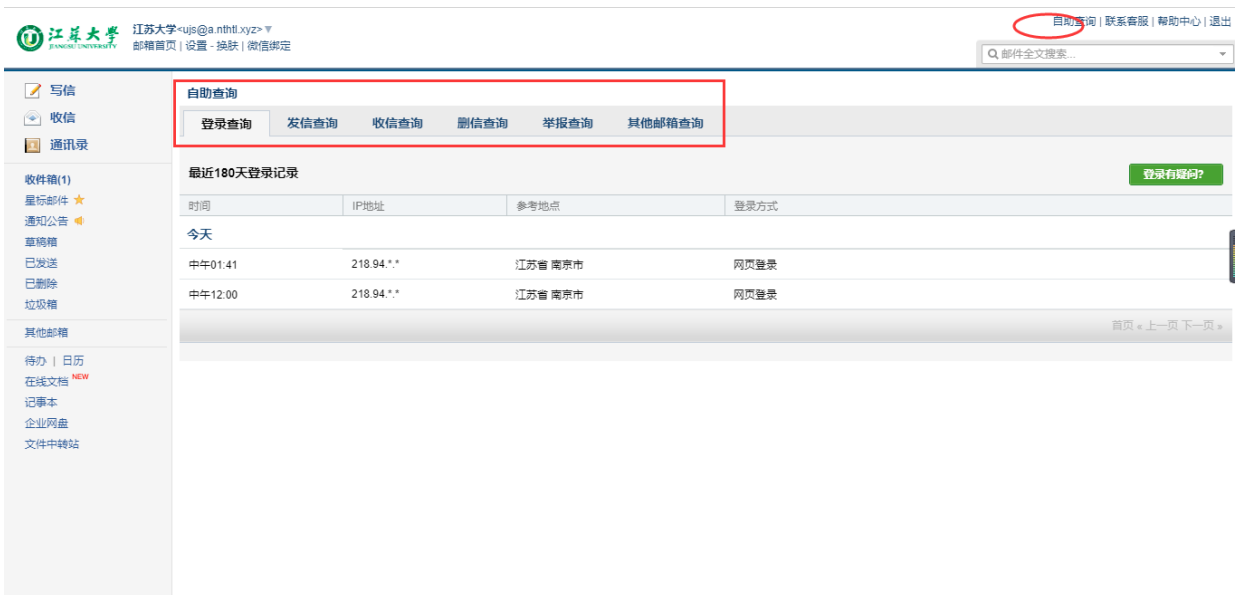 江苏大学
JIANGSU UNIVERSITY
江苏大学<ujs@a.nthtl.xyz>▼
邮箱首页 | 设置 - 换肤 | 微信绑定
自助查询 | 联系客服 | 帮助中心 | 退出
邮件全文搜索...
写信
收信
通讯录
收件箱(1)
星标邮件
通知公告
草稿箱
已发送
已删除
垃圾箱
其他邮箱
待办 | 日历
在线文档 NEW
记事本
企业网盘
文件中转站
自助查询
登录查询 发信查询 收信查询 删信查询 举报查询 其他邮箱查询
最近180天登录记录
登录有疑问?
时间 IP地址 参考地点 登录方式
今天
中午01:41 218.94.*.* 江苏省 南京市 网页登录
中午12:00 218.94.*.* 江苏省 南京市 网页登录
首页 « 上一页 下一页 »